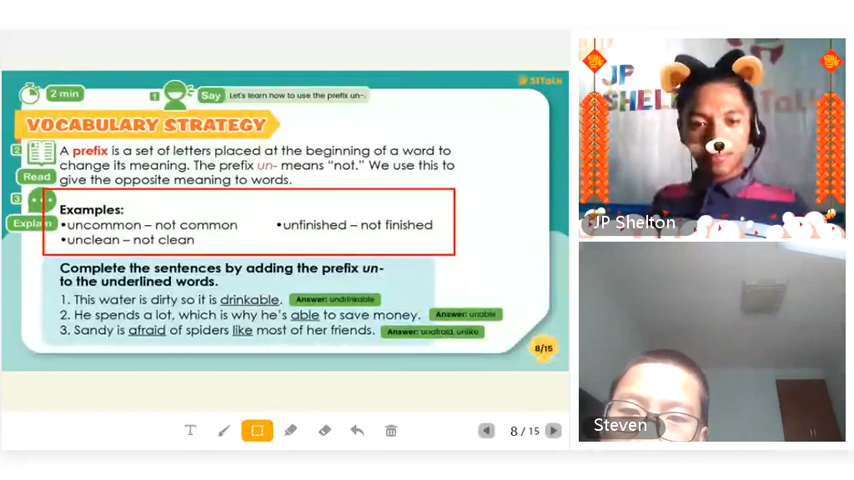 51Talk
2 min
1 Say Let's learn how to use the prefix un-.
VOCABULARY STRATEGY
2 Read
A prefix is a set of letters placed at the beginning of a word to
change its meaning. The prefix un- means “not.” We use this to
give the opposite meaning to words.
3 Explain
Examples:
•uncommon – not common •unfinished – not finished
•unclean – not clean
Complete the sentences by adding the prefix un-
to the underlined words.
1. This water is dirty so it is drinkable. Answer: undrinkable
2. He spends a lot, which is why he's able to save money. Answer: unable
3. Sandy is afraid of spiders like most of her friends. Answer: unafraid, unlike
8/15
T
8 / 15
JP
SHEL
JP Shelton
Steven